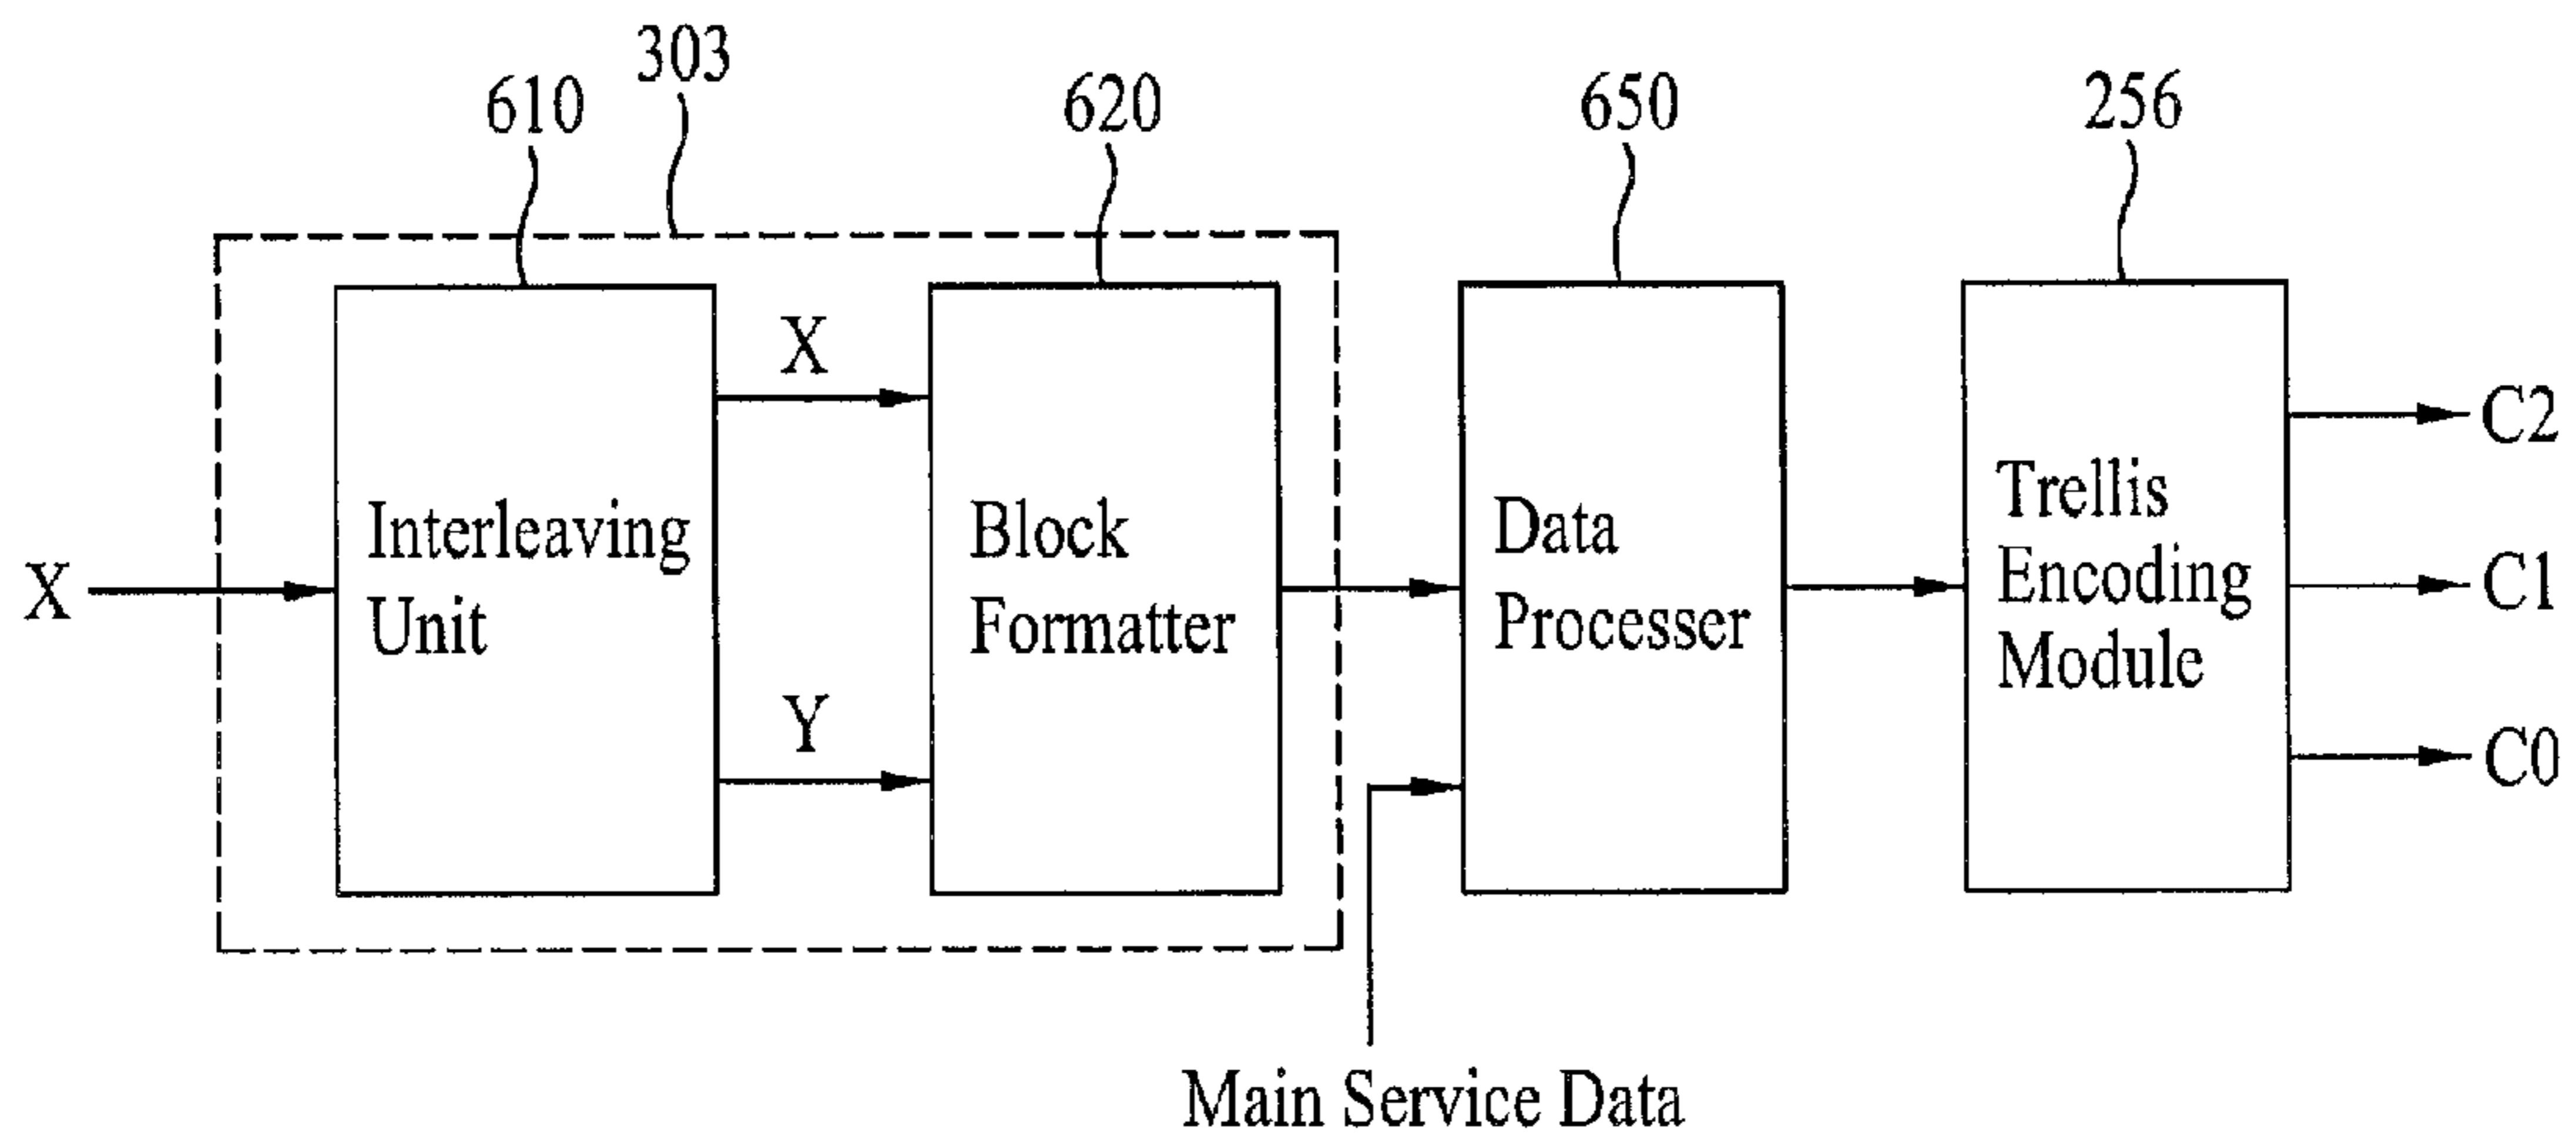 303
610
620
650
256
X
Interleaving
Unit
X
Y
Block
Formatter
Data
Processer
Trellis
Encoding
Module
C2
C1
C0
Main Service Data